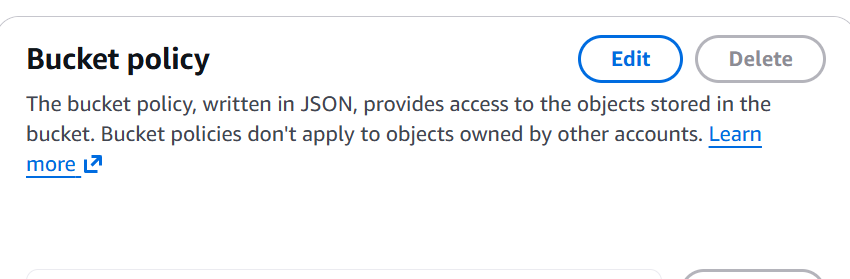 Bucket policy
Edit
Delete
The bucket policy, written in JSON, provides access to the objects stored in the
bucket. Bucket policies don't apply to objects owned by other accounts. Learn
more